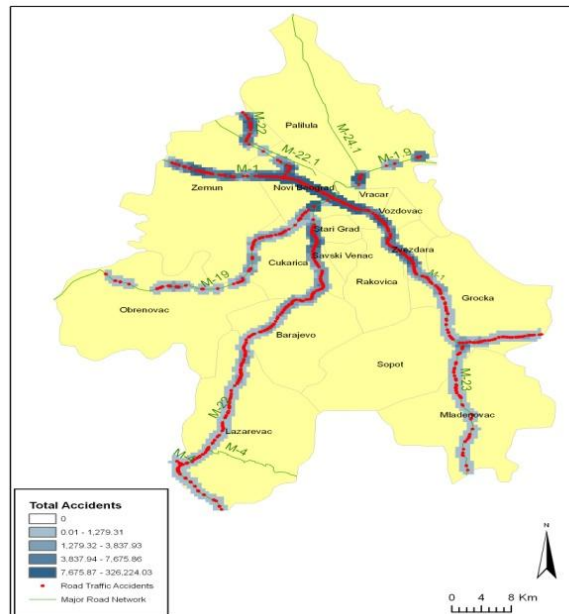 M-22
Palilula
M-24.1
M-22.1
M-1.9
M-1
Zemun
Novi Beograd
Vracar
Vozdovac
Stari Grad
Zvezdara
Savski Venac
Cukarica
Rakovica
M-1
M-19
Grocka
Obrenovac
Barajevo
Sopot
M-23
Mladenovac
M-22
Lazarevac
M-4
Total Accidents
0
0.01 - 1,279.31
1,279.32 - 3,837.93
3,837.94 - 7,675.86
7,675.87 - 326,224.03
Road Traffic Accidents
Major Road Network
N
0 4 8 Km